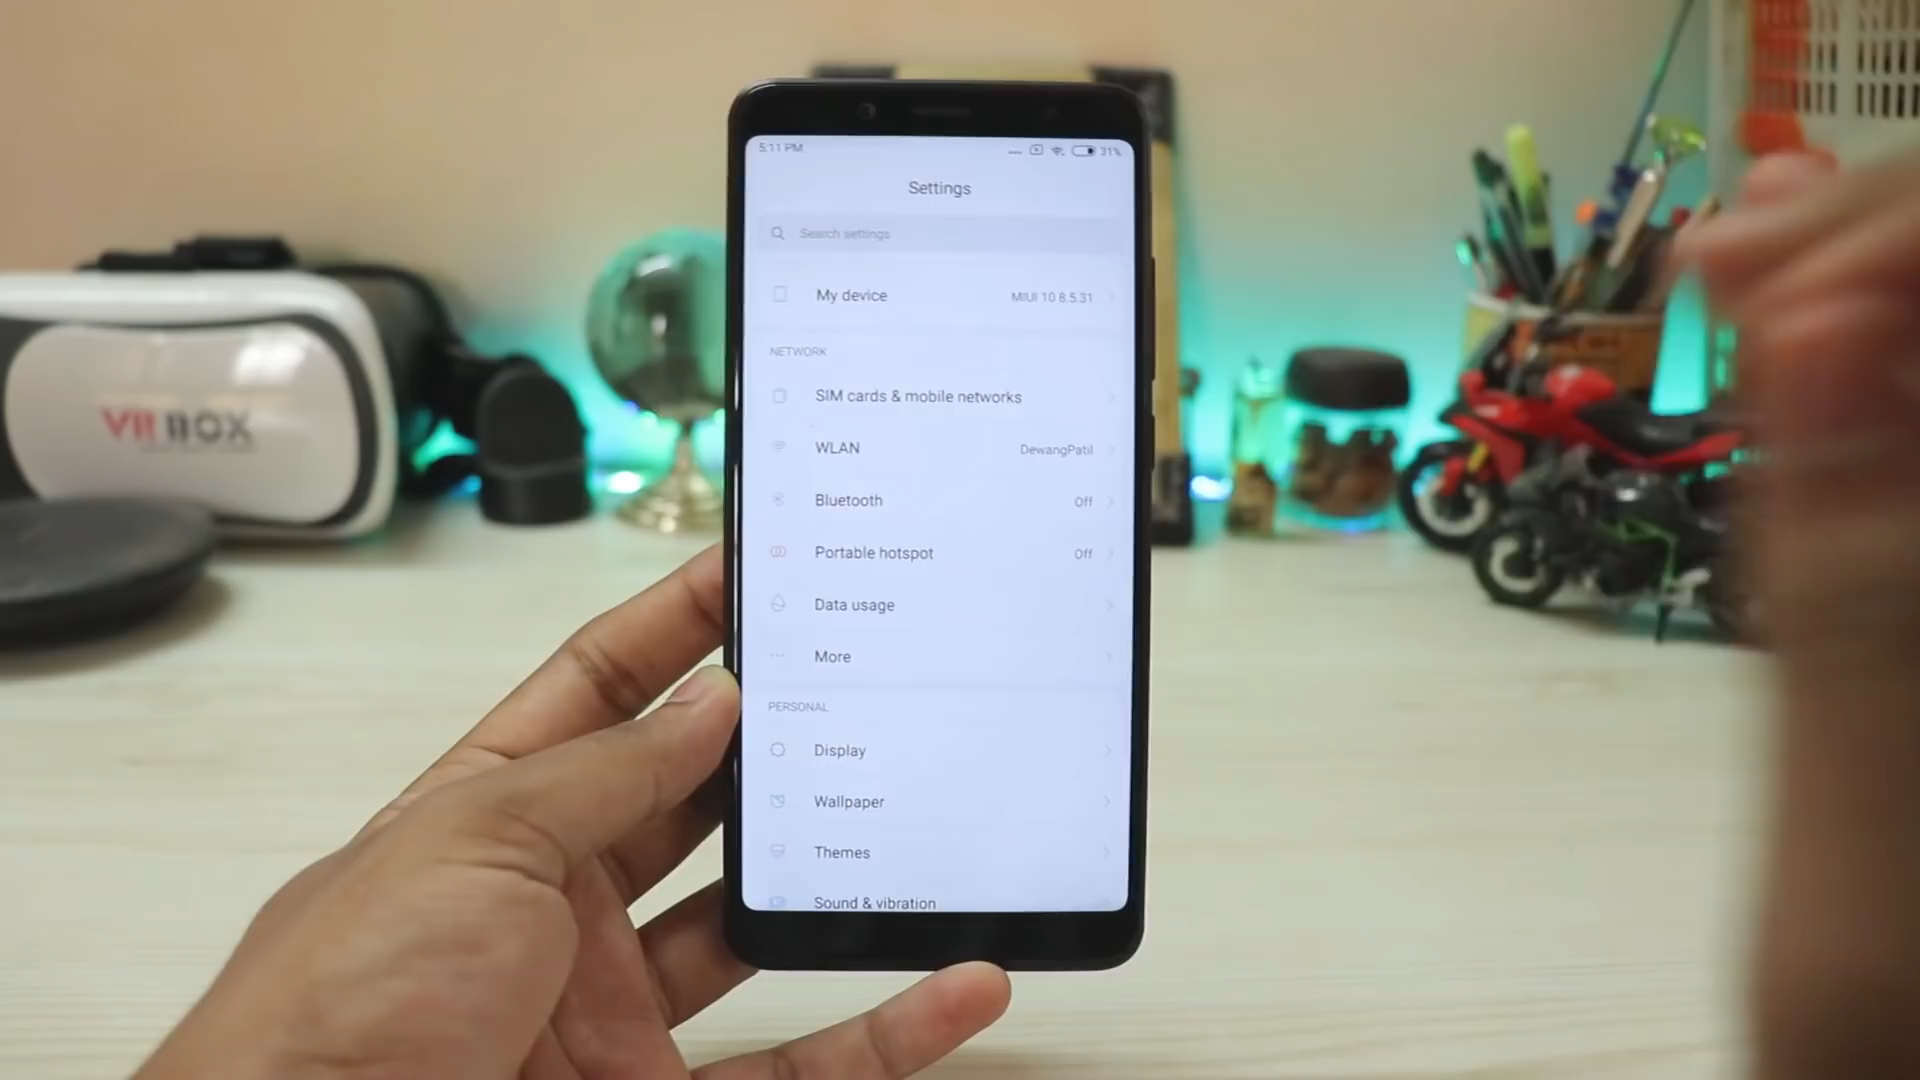 5:11 PM 31%
Settings
Search settings
My device MIUI 10 8.5.31
NETWORK
SIM cards & mobile networks
WLAN DewangPatil
Bluetooth Off
Portable hotspot Off
Data usage
More
PERSONAL
Display
Wallpaper
Themes
Sound & vibration
VR BOX